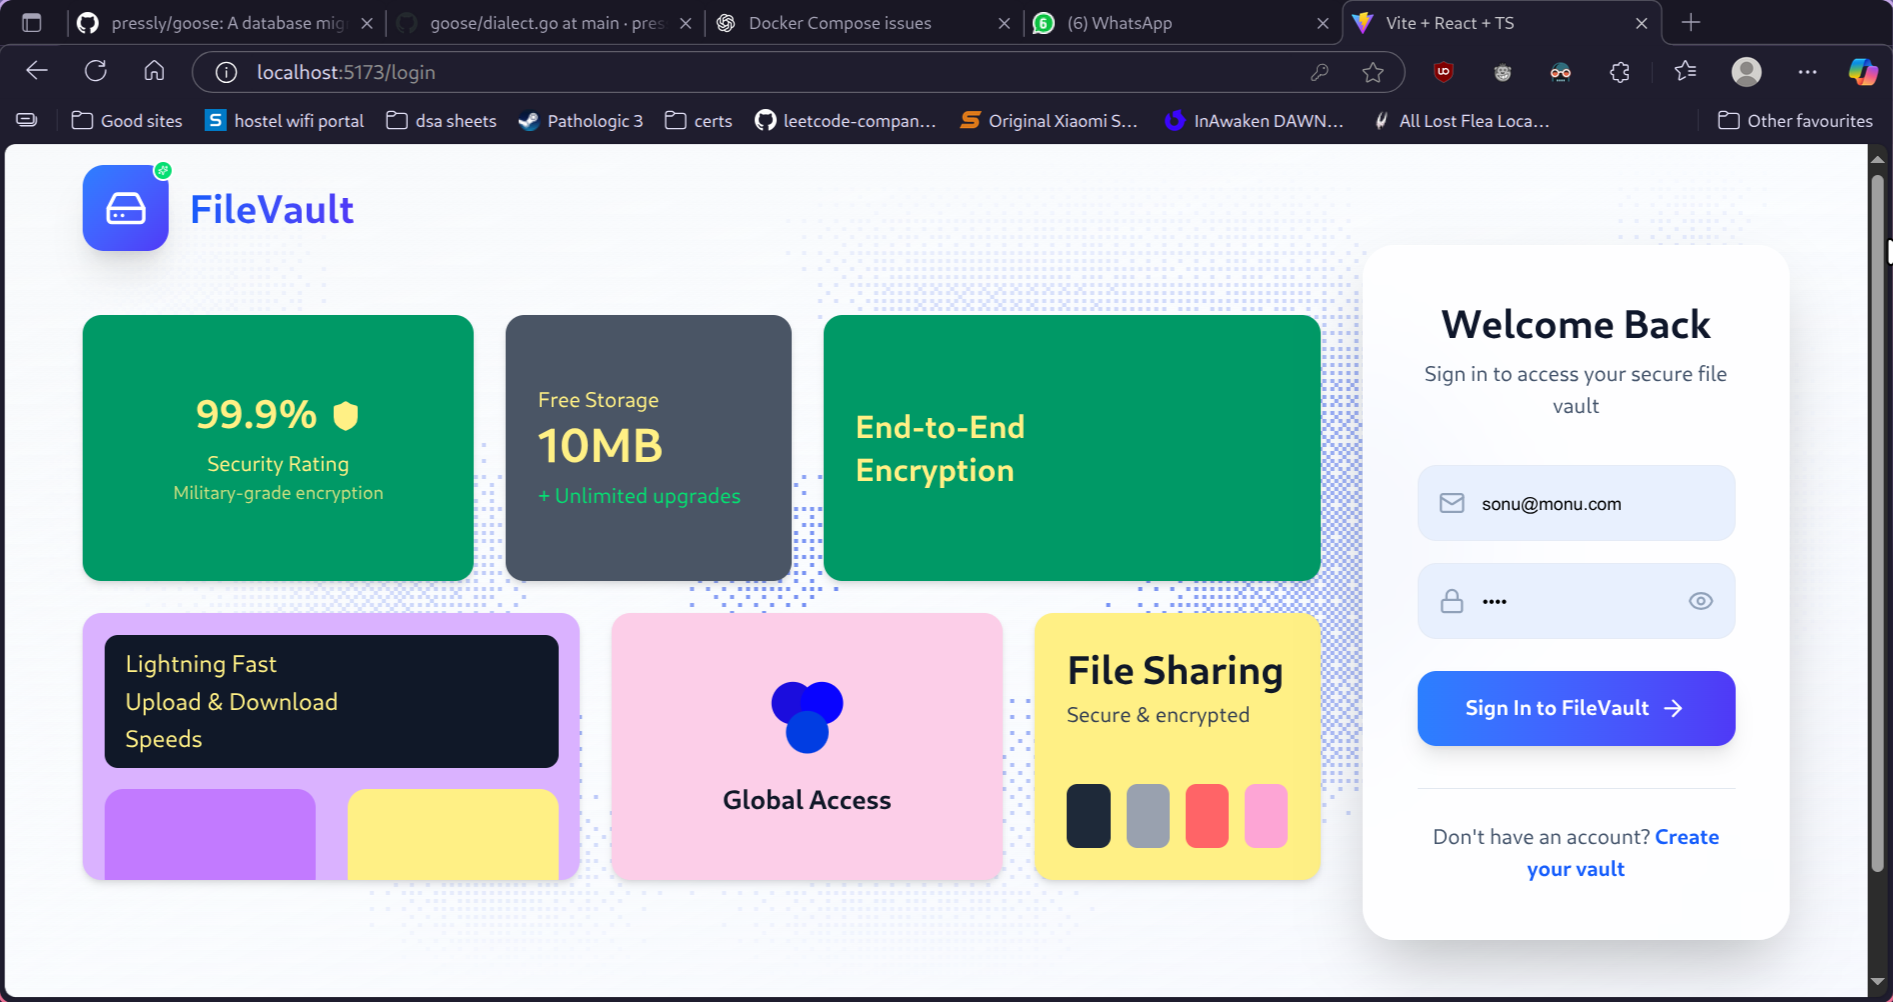 pressly/goose: A database mig
goose/dialect.go at main · pres
Docker Compose issues
(6) WhatsApp
Vite + React + TS
localhost:5173/login
Good sites
hostel wifi portal
dsa sheets
Pathologic 3
certs
leetcode-compan...
Original Xiaomi S...
InAwaken DAWN...
All Lost Flea Loca...
Other favourites
FileVault
99.9%
Security Rating
Military-grade encryption
Free Storage
10MB
+ Unlimited upgrades
End-to-End
Encryption
Lightning Fast
Upload & Download
Speeds
Global Access
File Sharing
Secure & encrypted
Welcome Back
Sign in to access your secure file
vault
sonu@monu.com
••••
Sign In to FileVault →
Don't have an account? Create
your vault